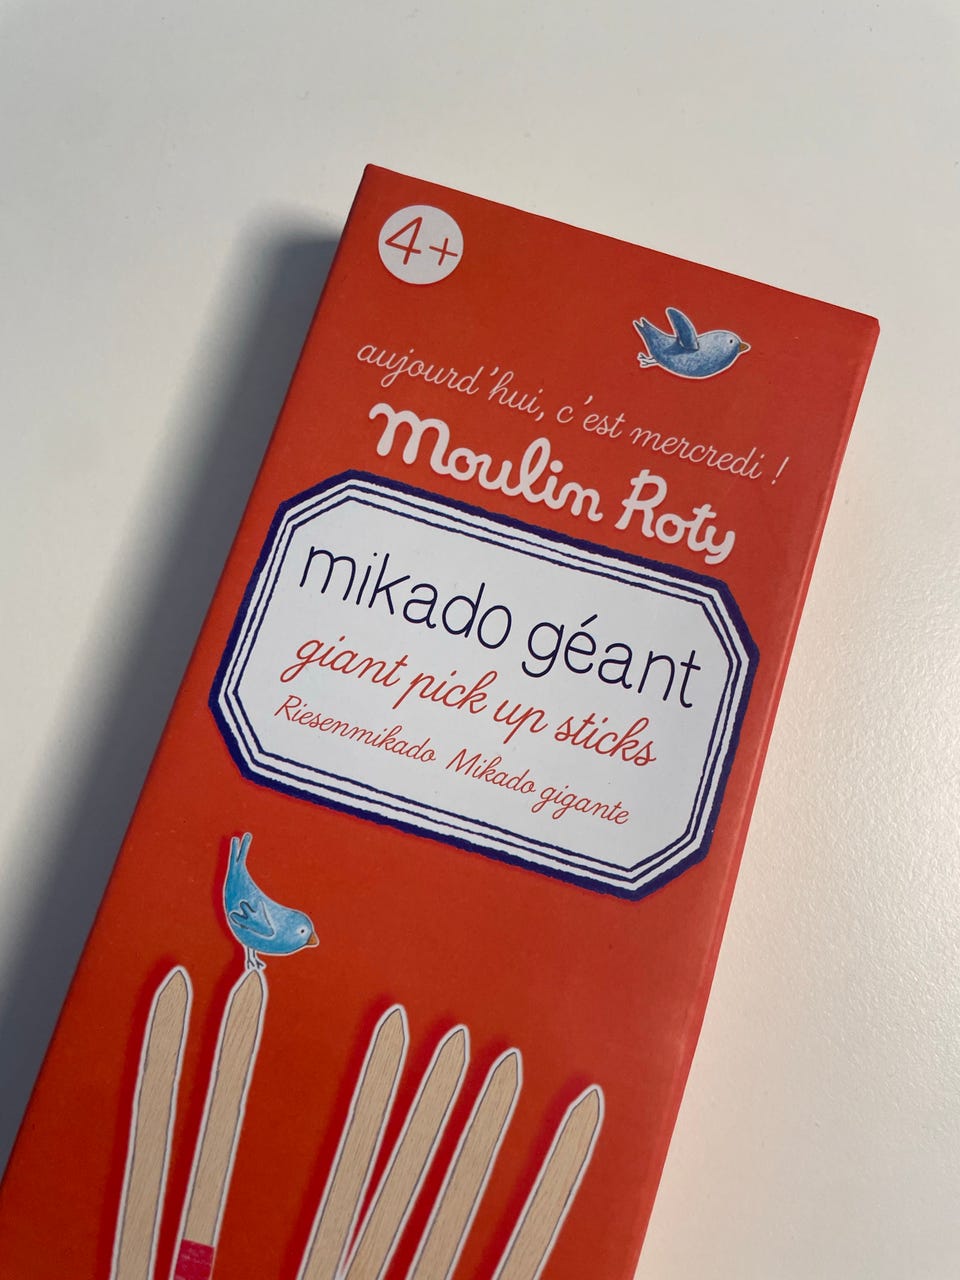 4+
aujourd'hui, c'est mercredi !
Moulin Roty
mikado géant
giant pick up sticks
Riesenmikado Mikado gigante